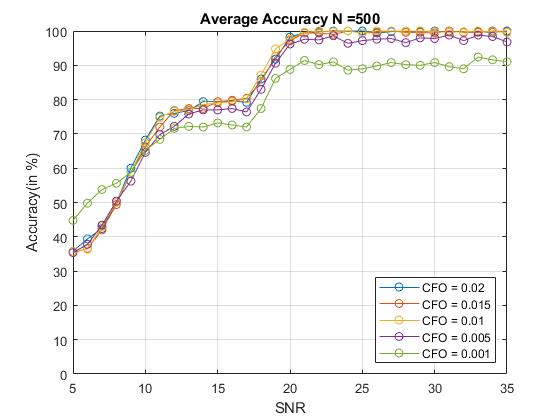 Average Accuracy N =500
Accuracy(in %)
100
90
80
70
60
50
40
30
20
10
0
5 10 15 20 25 30 35
SNR
CFO = 0.02
CFO = 0.015
CFO = 0.01
CFO = 0.005
CFO = 0.001